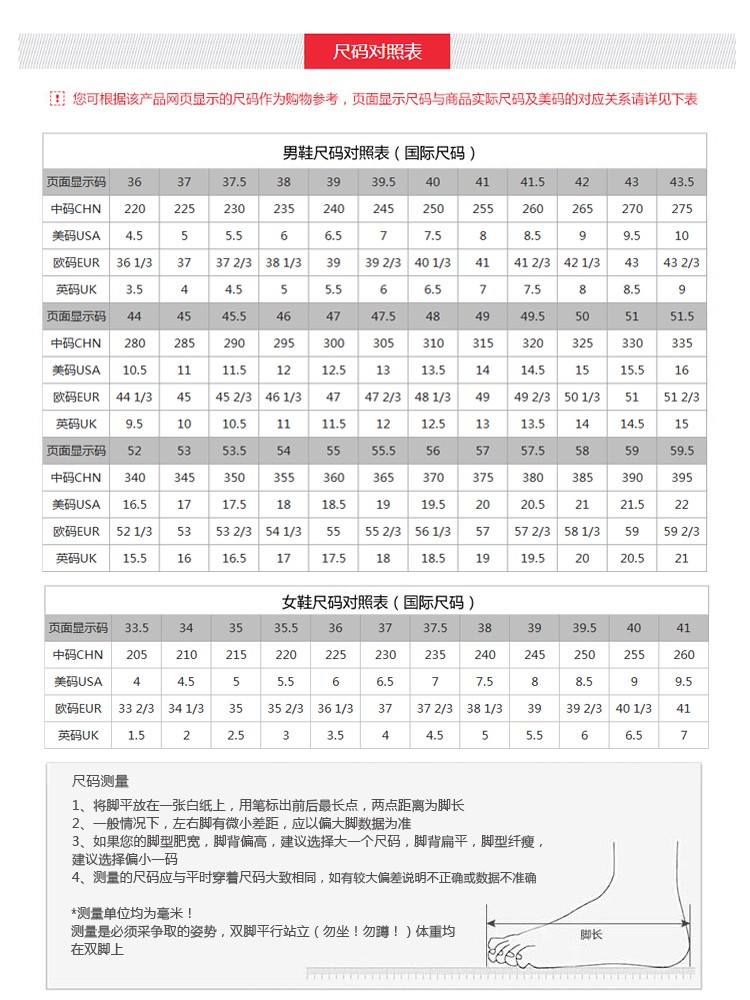 尺码对照表
您可根据该产品网页显示的尺码作为购物参考，页面显示尺码与商品实际尺码及美码的对应关系请详见下表
男鞋尺码对照表（国际尺码）
页面显示码 36 37 37.5 38 39 39.5 40 41 41.5 42 43 43.5
中码CHN 220 225 230 235 240 245 250 255 260 265 270 275
美码USA 4.5 5 5.5 6 6.5 7 7.5 8 8.5 9 9.5 10
欧码EUR 36 1/3 37 37 2/3 38 1/3 39 39 2/3 40 1/3 41 41 2/3 42 1/3 43 43 2/3
英码UK 3.5 4 4.5 5 5.5 6 6.5 7 7.5 8 8.5 9
页面显示码 44 45 45.5 46 47 47.5 48 49 49.5 50 51 51.5
中码CHN 280 285 290 295 300 305 310 315 320 325 330 335
美码USA 10.5 11 11.5 12 12.5 13 13.5 14 14.5 15 15.5 16
欧码EUR 44 1/3 45 45 2/3 46 1/3 47 47 2/3 48 1/3 49 49 2/3 50 1/3 51 51 2/3
英码UK 9.5 10 10.5 11 11.5 12 12.5 13 13.5 14 14.5 15
页面显示码 52 53 53.5 54 55 55.5 56 57 57.5 58 59 59.5
中码CHN 340 345 350 355 360 365 370 375 380 385 390 395
美码USA 16.5 17 17.5 18 18.5 19 19.5 20 20.5 21 21.5 22
欧码EUR 52 1/3 53 53 2/3 54 1/3 55 55 2/3 56 1/3 57 57 2/3 58 1/3 59 59 2/3
英码UK 15.5 16 16.5 17 17.5 18 18.5 19 19.5 20 20.5 21
女鞋尺码对照表（国际尺码）
页面显示码 33.5 34 35 35.5 36 37 37.5 38 39 39.5 40 41
中码CHN 205 210 215 220 225 230 235 240 245 250 255 260
美码USA 4 4.5 5 5.5 6 6.5 7 7.5 8 8.5 9 9.5
欧码EUR 33 2/3 34 1/3 35 35 2/3 36 1/3 37 37 2/3 38 1/3 39 39 2/3 40 1/3 41
英码UK 1.5 2 2.5 3 3.5 4 4.5 5 5.5 6 6.5 7
尺码测量
1、将脚平放在一张白纸上，用笔标出前后最长点，两点距离为脚长
2、一般情况下，左右脚有微小差距，应以偏大脚数据为准
3、如果您的脚型肥宽，脚背偏高，建议选择大一个尺码，脚背扁平，脚型纤瘦，
建议选择偏小一码
4、测量的尺码应与平时穿着尺码大致相同，如有较大偏差说明不正确或数据不准确
*测量单位均为毫米！
测量是必须采争取的姿势，双脚平行站立（勿坐！勿蹲！）体重均
在双脚上
脚长